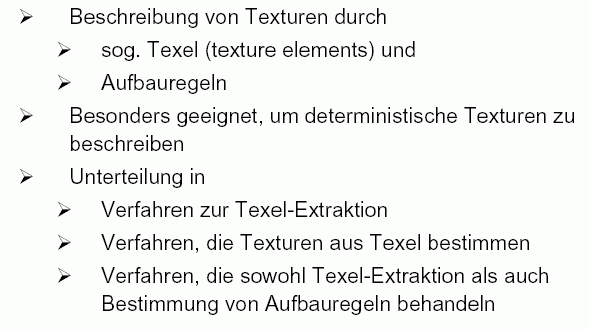 ➢ Beschreibung von Texturen durch
➢ sog. Texel (texture elements) und
➢ Aufbauregeln
➢ Besonders geeignet, um deterministische Texturen zu
beschreiben
➢ Unterteilung in
➢ Verfahren zur Texel-Extraktion
➢ Verfahren, die Texturen aus Texel bestimmen
➢ Verfahren, die sowohl Texel-Extraktion als auch
Bestimmung von Aufbauregeln behandeln